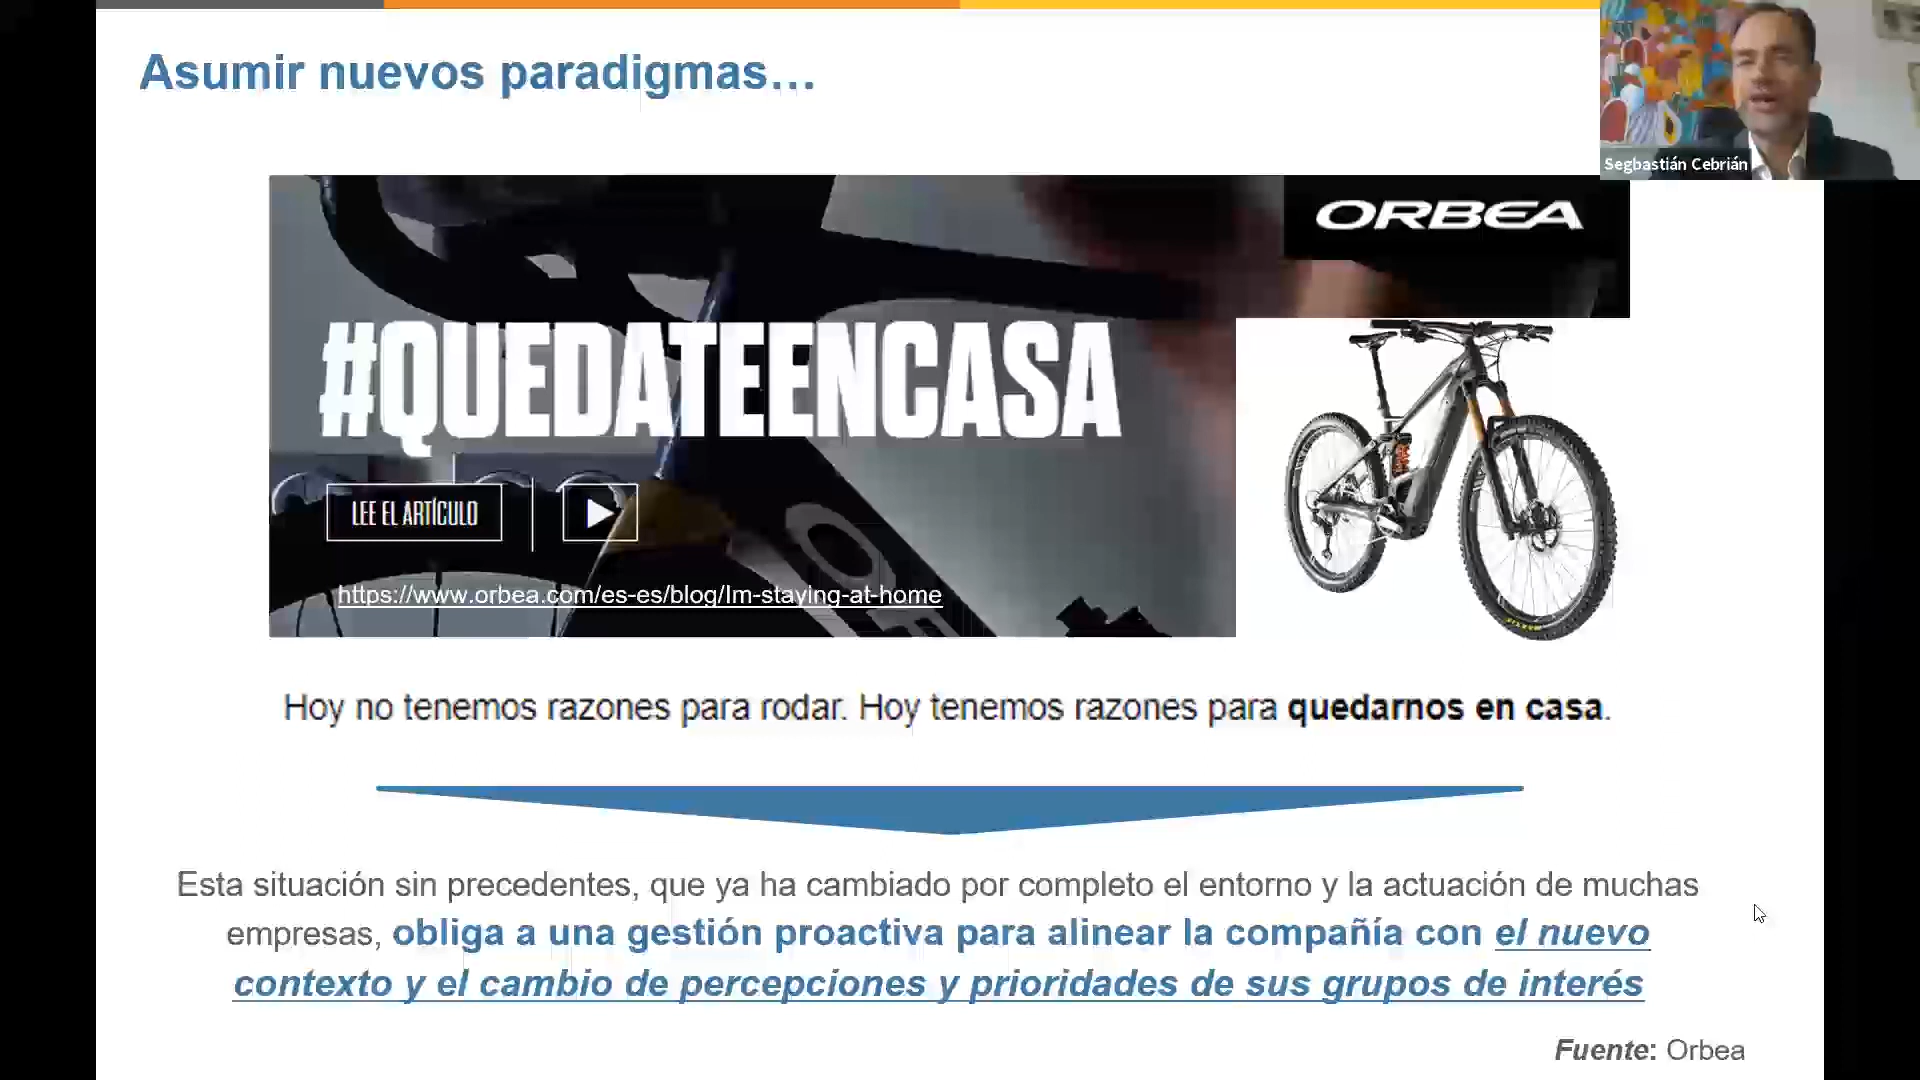 Asumir nuevos paradigmas...
Segbastián Cebrián
ORBEA
#QUEDATEENCASA
LEE EL ARTÍCULO
https://www.orbea.com/es-es/blog/Im-staying-at-home
Hoy no tenemos razones para rodar. Hoy tenemos razones para quedarnos en casa.
Esta situación sin precedentes, que ya ha cambiado por completo el entorno y la actuación de muchas
empresas, obliga a una gestión proactiva para alinear la compañía con el nuevo
contexto y el cambio de percepciones y prioridades de sus grupos de interés
Fuente: Orbea